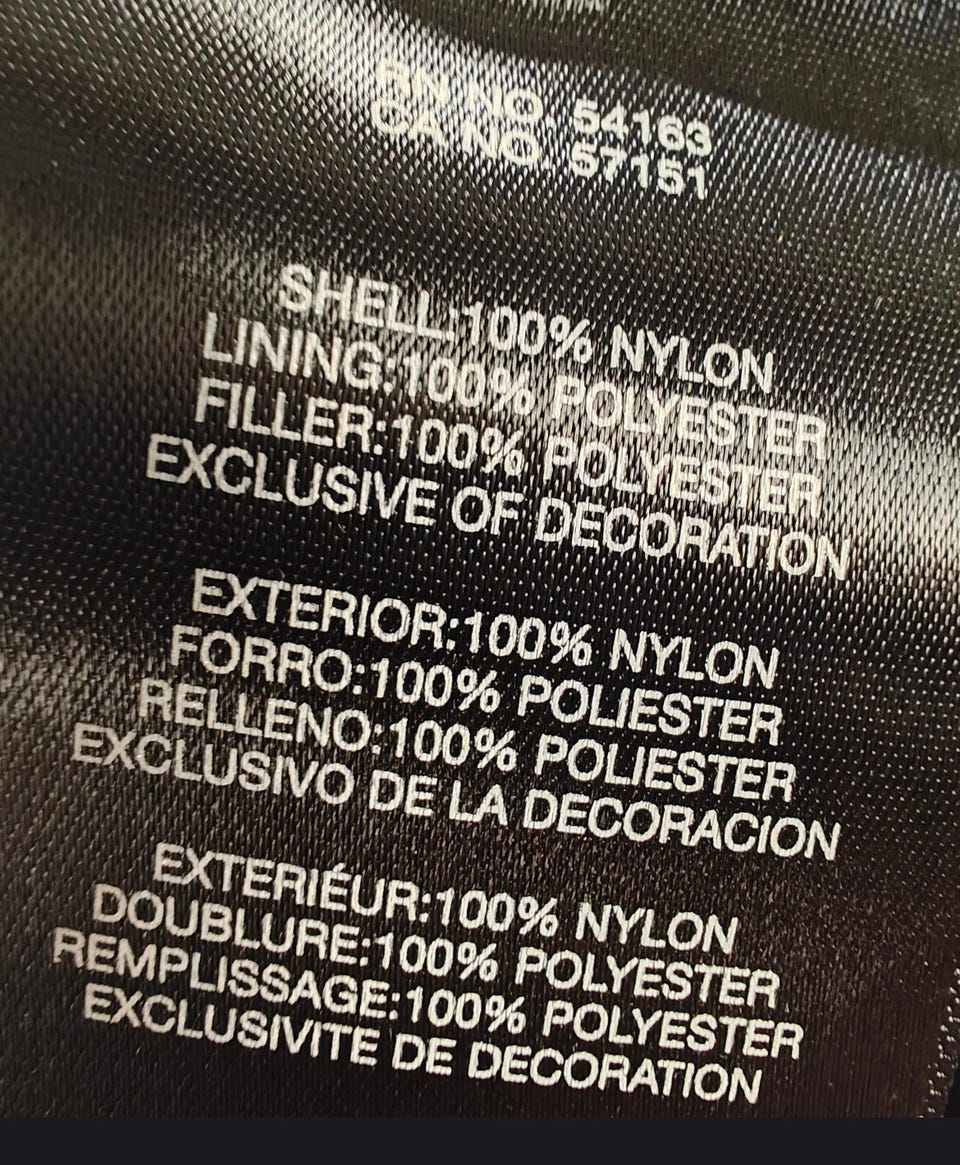 RN NO. 54163
CA NO. 57151
SHELL:100% NYLON
LINING:100% POLYESTER
FILLER:100% POLYESTER
EXCLUSIVE OF DECORATION
EXTERIOR:100% NYLON
FORRO:100% POLIESTER
RELLENO:100% POLIESTER
EXCLUSIVO DE LA DECORACION
EXTERIÉUR:100% NYLON
DOUBLURE:100% POLYESTER
REMPLISSAGE:100% POLYESTER
EXCLUSIVITE DE DECORATION